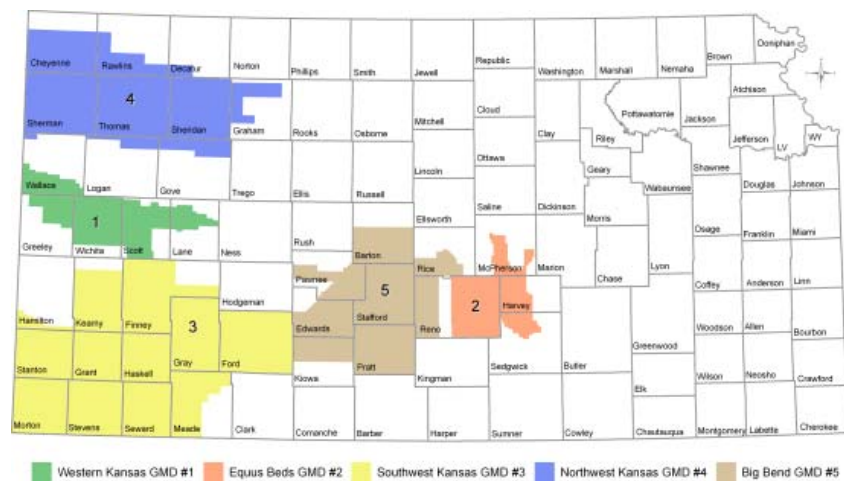 Cheyenne Rawlins Decatur Norton Phillips Smith Jewell Republic Washington Marshall Nemaha Brown Doniphan
Atchison
4
Sherman Thomas Sheridan Graham Rooks Osborne Mitchell Cloud Clay Riley Pottawatomie Jackson Jefferson LV WY
Ottawa Geary Shawnee
Wallace Logan Gove Trego Ellis Russell Lincoln Saline Dickinson Wabaunsee Douglas Johnson
Ellsworth Morris
1
Greeley Wichita Scott Lane Ness Rush Barton Rice McPherson Marion Chase Lyon Osage Franklin Miami
Hodgeman Pawnee Coffey Anderson Linn
5
Hamilton Kearny Finney Edwards Stafford Reno 2 Harvey Woodson Allen Bourbon
3
Stanton Grant Haskell Gray Ford Kiowa Pratt Kingman Sedgwick Butler Greenwood Wilson Neosho Crawford
Elk
Morton Stevens Seward Meade Clark Comanche Barber Harper Sumner Cowley Chautauqua Montgomery Labette Cherokee
Western Kansas GMD #1 Equus Beds GMD #2 Southwest Kansas GMD #3 Northwest Kansas GMD #4 Big Bend GMD #5